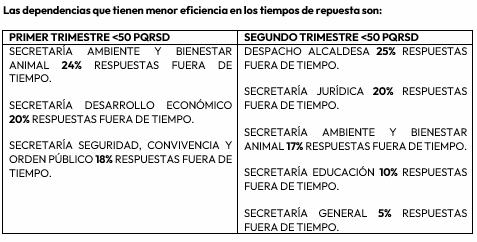 Las dependencias que tienen menor eficiencia en los tiempos de repuesta son:
PRIMER TRIMESTRE <50 PQRSD
SECRETARÍA AMBIENTE Y BIENESTAR
ANIMAL 24% RESPUESTAS FUERA DE
TIEMPO.
SECRETARÍA DESARROLLO ECONÓMICO
20% RESPUESTAS FUERA DE TIEMPO.
SECRETARÍA SEGURIDAD, CONVIVENCIA Y
ORDEN PÚBLICO 18% RESPUESTAS FUERA DE
TIEMPO.
SEGUNDO TRIMESTRE <50 PQRSD
DESPACHO ALCALDESA 25% RESPUESTAS
FUERA DE TIEMPO.
SECRETARÍA JURÍDICA 20% RESPUESTAS
FUERA DE TIEMPO.
SECRETARÍA AMBIENTE Y BIENESTAR
ANIMAL 17% RESPUESTAS FUERA DE TIEMPO.
SECRETARÍA EDUCACIÓN 10% RESPUESTAS
FUERA DE TIEMPO.
SECRETARÍA GENERAL 5% RESPUESTAS
FUERA DE TIEMPO.